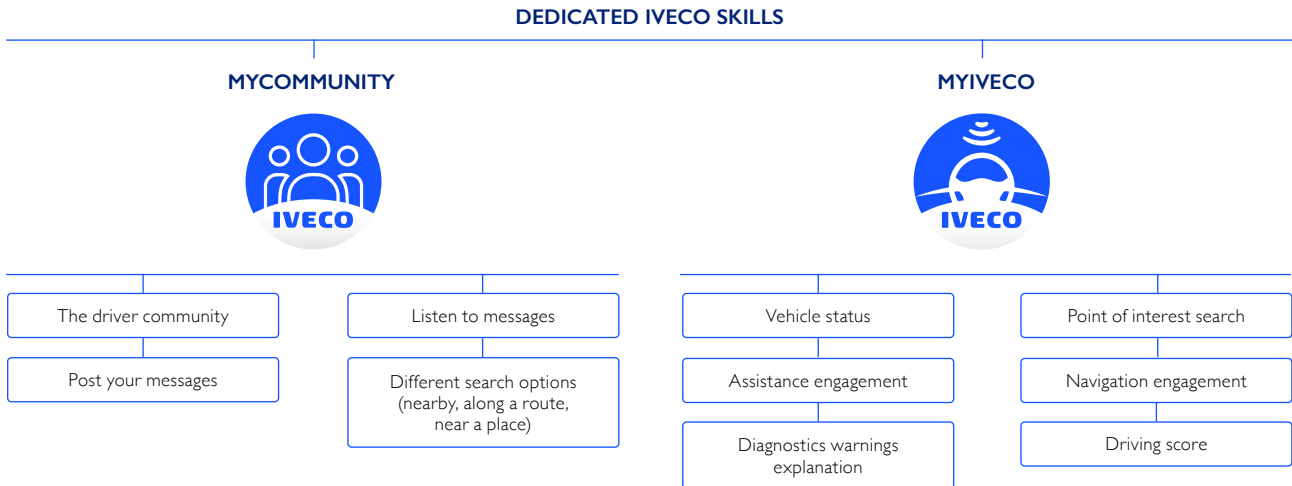 DEDICATED IVECO SKILLS
MYCOMMUNITY
IVECO
The driver community
Post your messages
Listen to messages
Different search options
(nearby, along a route,
near a place)
MYIVECO
IVECO
Vehicle status
Assistance engagement
Diagnostics warnings
explanation
Point of interest search
Navigation engagement
Driving score